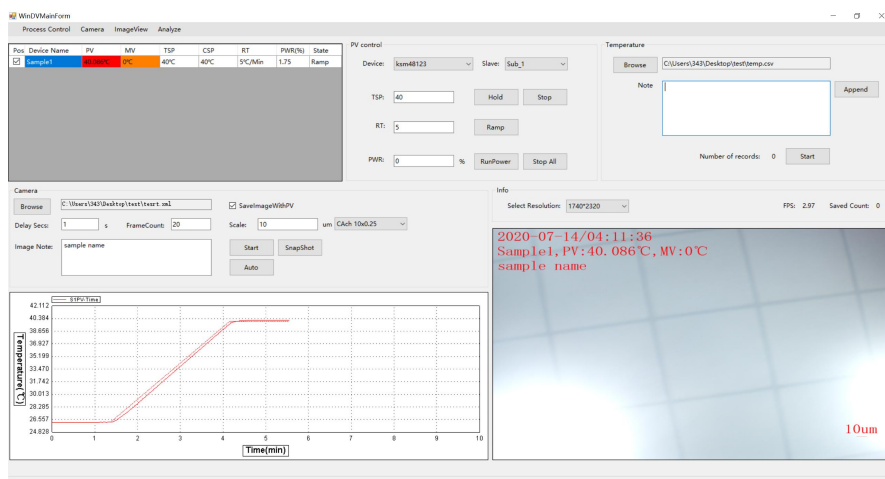 WinDVMainForm
Process Control Camera ImageView Analyze
Pos Device Name PV MV TSP CSP RT PWR(%) State
Sample1 40.086℃ 0℃ 40℃ 40℃ 5℃/Min 1.75 Ramp
PV control
Device: ksm48123 Slave: Sub_1
TSP: 40 Hold Stop
RT: 5 Ramp
PWR: 0 % RunPower Stop All
Temperature
Browse C:\Users\343\Desktop\test\temp.csv
Note Append
Number of records: 0 Start
Camera
Browse C:\Users\343\Desktop\test\tesrt.xml SaveImageWithPV
Delay Secs: 1 s FrameCount: 20 Scale: 10 um CAch 10x0.25
Image Note: sample name Start SnapShot
Auto
Info
Select Resolution: 1740*2320 FPS: 2.97 Saved Count: 0
2020-07-14/04:11:36
Sample1,PV:40.086℃,MV:0℃
sample name
10um
S1PV-Time
42.112
40.384
38.656
36.927
35.199
33.470
31.742
30.013
28.285
26.557
24.828
Temperature(℃)
0 1 2 3 4 5 6 7 8 9 10
Time(min)